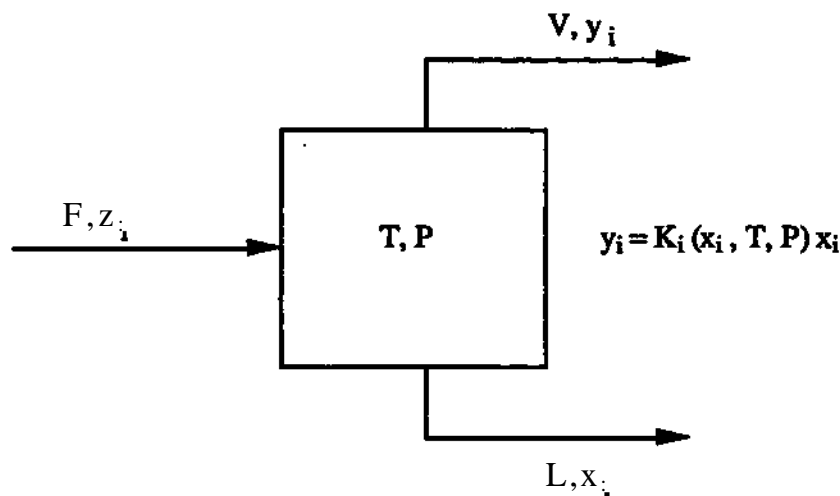 V, y_i
F, z_i
T, P
y_i = K_i (x_i, T, P) x_i
L, x_i